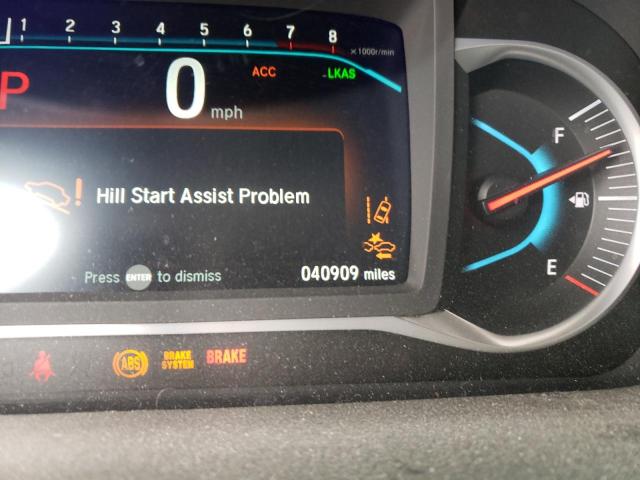 1 2 3 4 5 6 7 8
×1000r/min
P
0 mph
ACC
LKAS
F
! Hill Start Assist Problem
E
Press ENTER to dismiss
040909 miles
ABS
BRAKE
SYSTEM
BRAKE